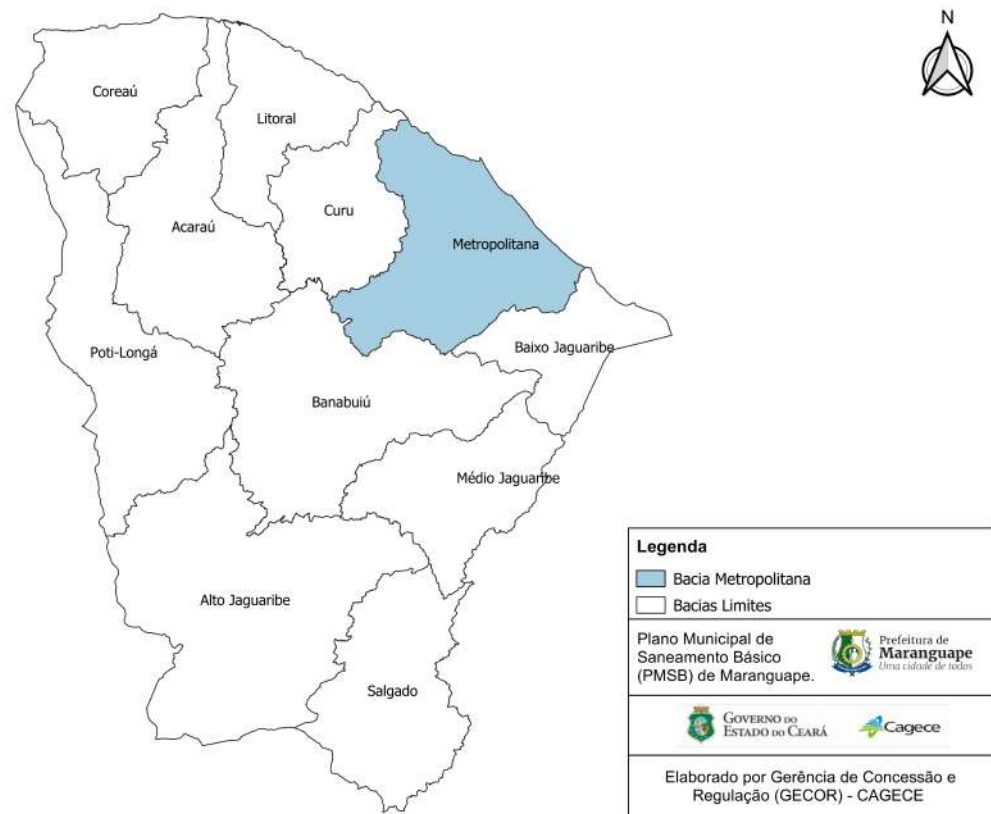 N
Coreaú
Litoral
Curu
Acaraú
Metropolitana
Baixo Jaguaribe
Poti-Longá
Banabuiú
Médio Jaguaribe
Alto Jaguaribe
Salgado
Legenda
Bacia Metropolitana
Bacias Limites
Plano Municipal de
Saneamento Básico
(PMSB) de Maranguape.
Prefeitura de
Maranguape
Uma cidade de todos
GOVERNO DO
ESTADO DO CEARÁ
Cagece
Elaborado por Gerência de Concessão e
Regulação (GECOR) - CAGECE